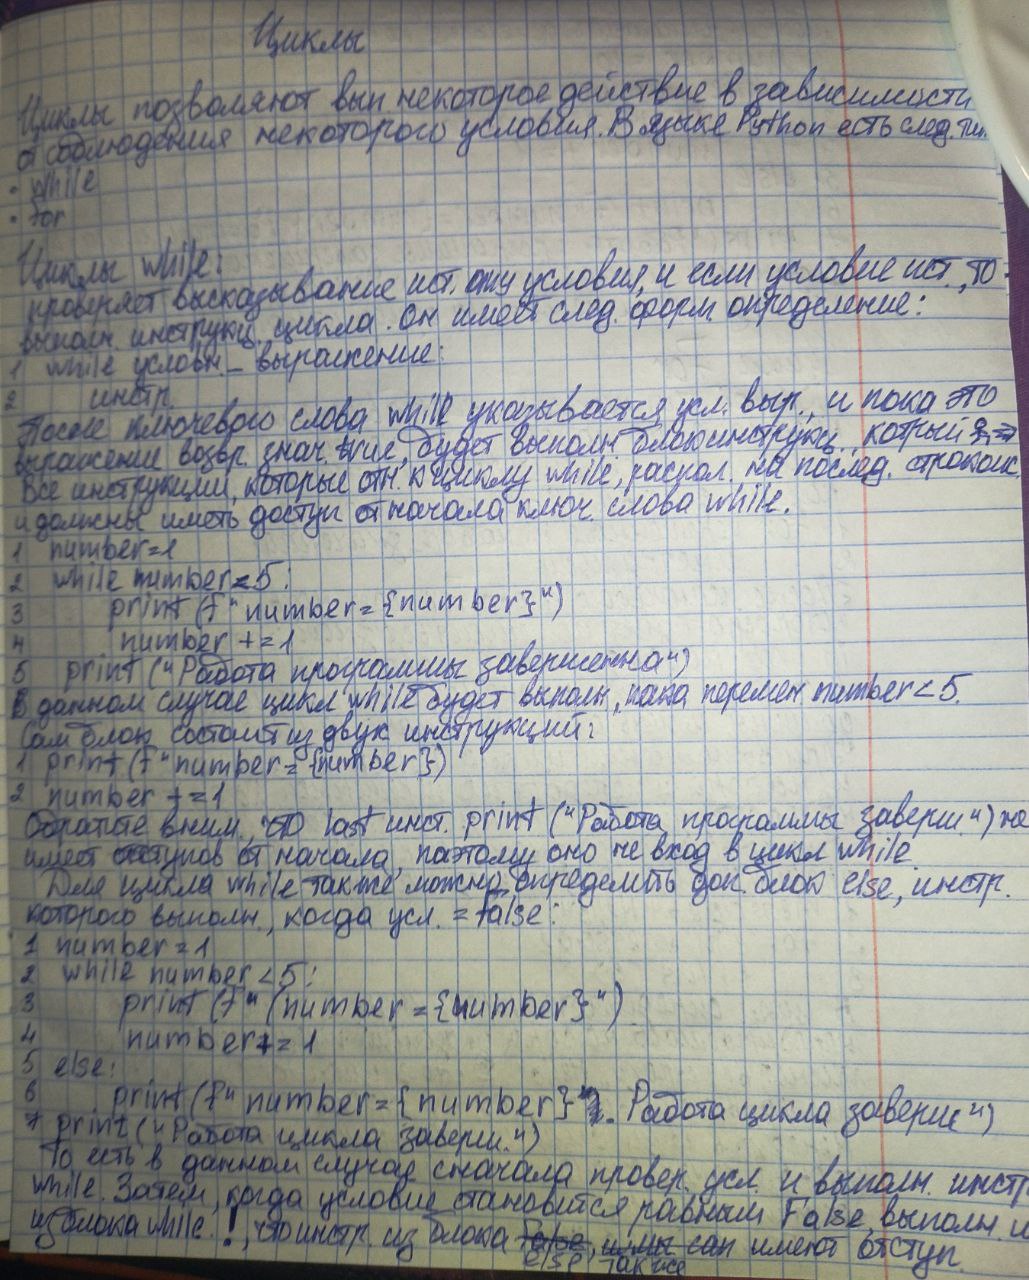 Циклы
Циклы позволяют вып некоторое действие в зависимости
от соблюдения некоторого условия. В языке Python есть след.
• while
• for
Циклы while:
проверяет высказывание ист. условия, и если условие ист., то
выполн. инструкц. цикла. Он имеет след. форм. определение:
1 while условн._выражение:
2 инстр.
После ключевого слова while указывается усл. выр., и пока это
выражение возвр. знач. будет выполн. блок инструкц.
Все инструкции, которые отн. к циклу while, распол. на послед. строках
и должны иметь доступ от начала ключ. слова while.
1 number=1
2 while number<5:
3 print (f"number={number}")
4 number +=1
5 print ("Работа программы завершенна")
В данном случае цикл while будет выполн., пока перемен. number<5.
Сам блок состоит из двух инструкций:
1 print (f"number={number})
2 number +=1
Обратите вним., что last инст. print ("Работа программы заверш") не
имеет отступов от начала, поэтому оно не вход в цикл while.
Для цикла while также можно определить доп. блок else, инстр.
которого выполн., когда усл. = false:
1 number=1
2 while number<5:
3 print (f"(number={number}")
4 number+=1
5 else:
6 print (f"number={number}. Работа цикла заверш")
7 print ("Работа цикла заверш.")
То есть в данном случае сначала провер. усл. и выполн. инстр.
while. Затем, когда условие становится равным False, выполн.
из блока while. !, что инстр. из блока имеют отступ.
else, также